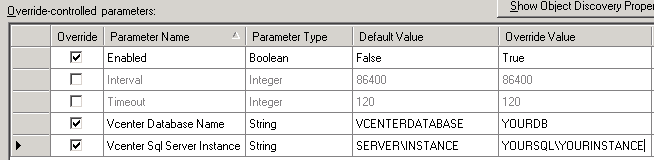 Override-controlled parameters:
Show Object Discovery Prope
Override Parameter Name Parameter Type Default Value Override Value
Enabled Boolean False True
Interval Integer 86400 86400
Timeout Integer 120 120
Vcenter Database Name String VCENTERDATABASE YOURDB
Vcenter Sql Server Instance String SERVER\INSTANCE YOURSQL\YOURINSTANCE